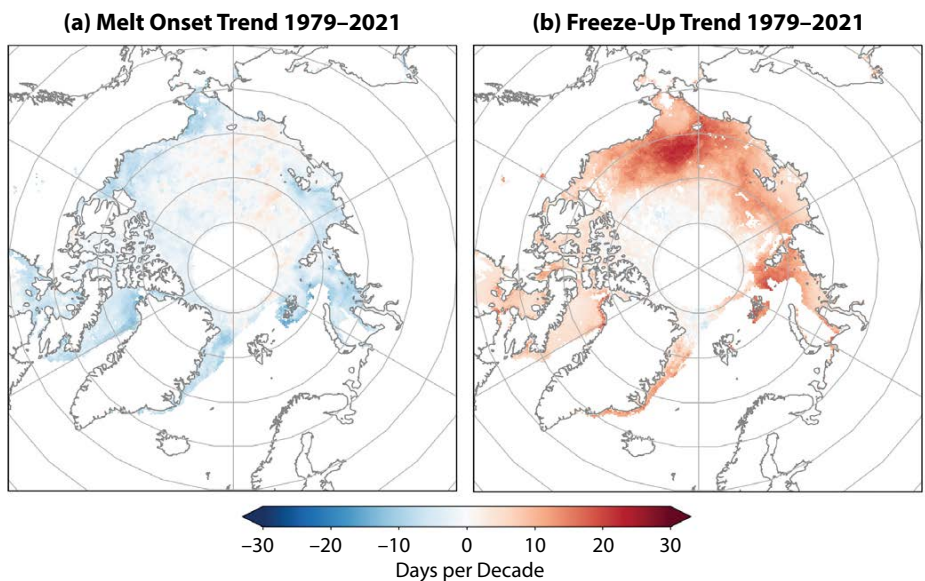 (a) Melt Onset Trend 1979–2021
(b) Freeze-Up Trend 1979–2021
–30 –20 –10 0 10 20 30
Days per Decade